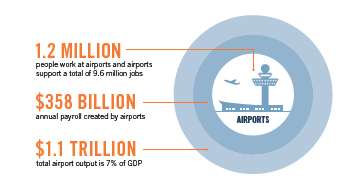 1.2 MILLION
people work at airports and airports
support a total of 9.6 million jobs
$358 BILLION
annual payroll created by airports
$1.1 TRILLION
total airport output is 7% of GDP
AIRPORTS